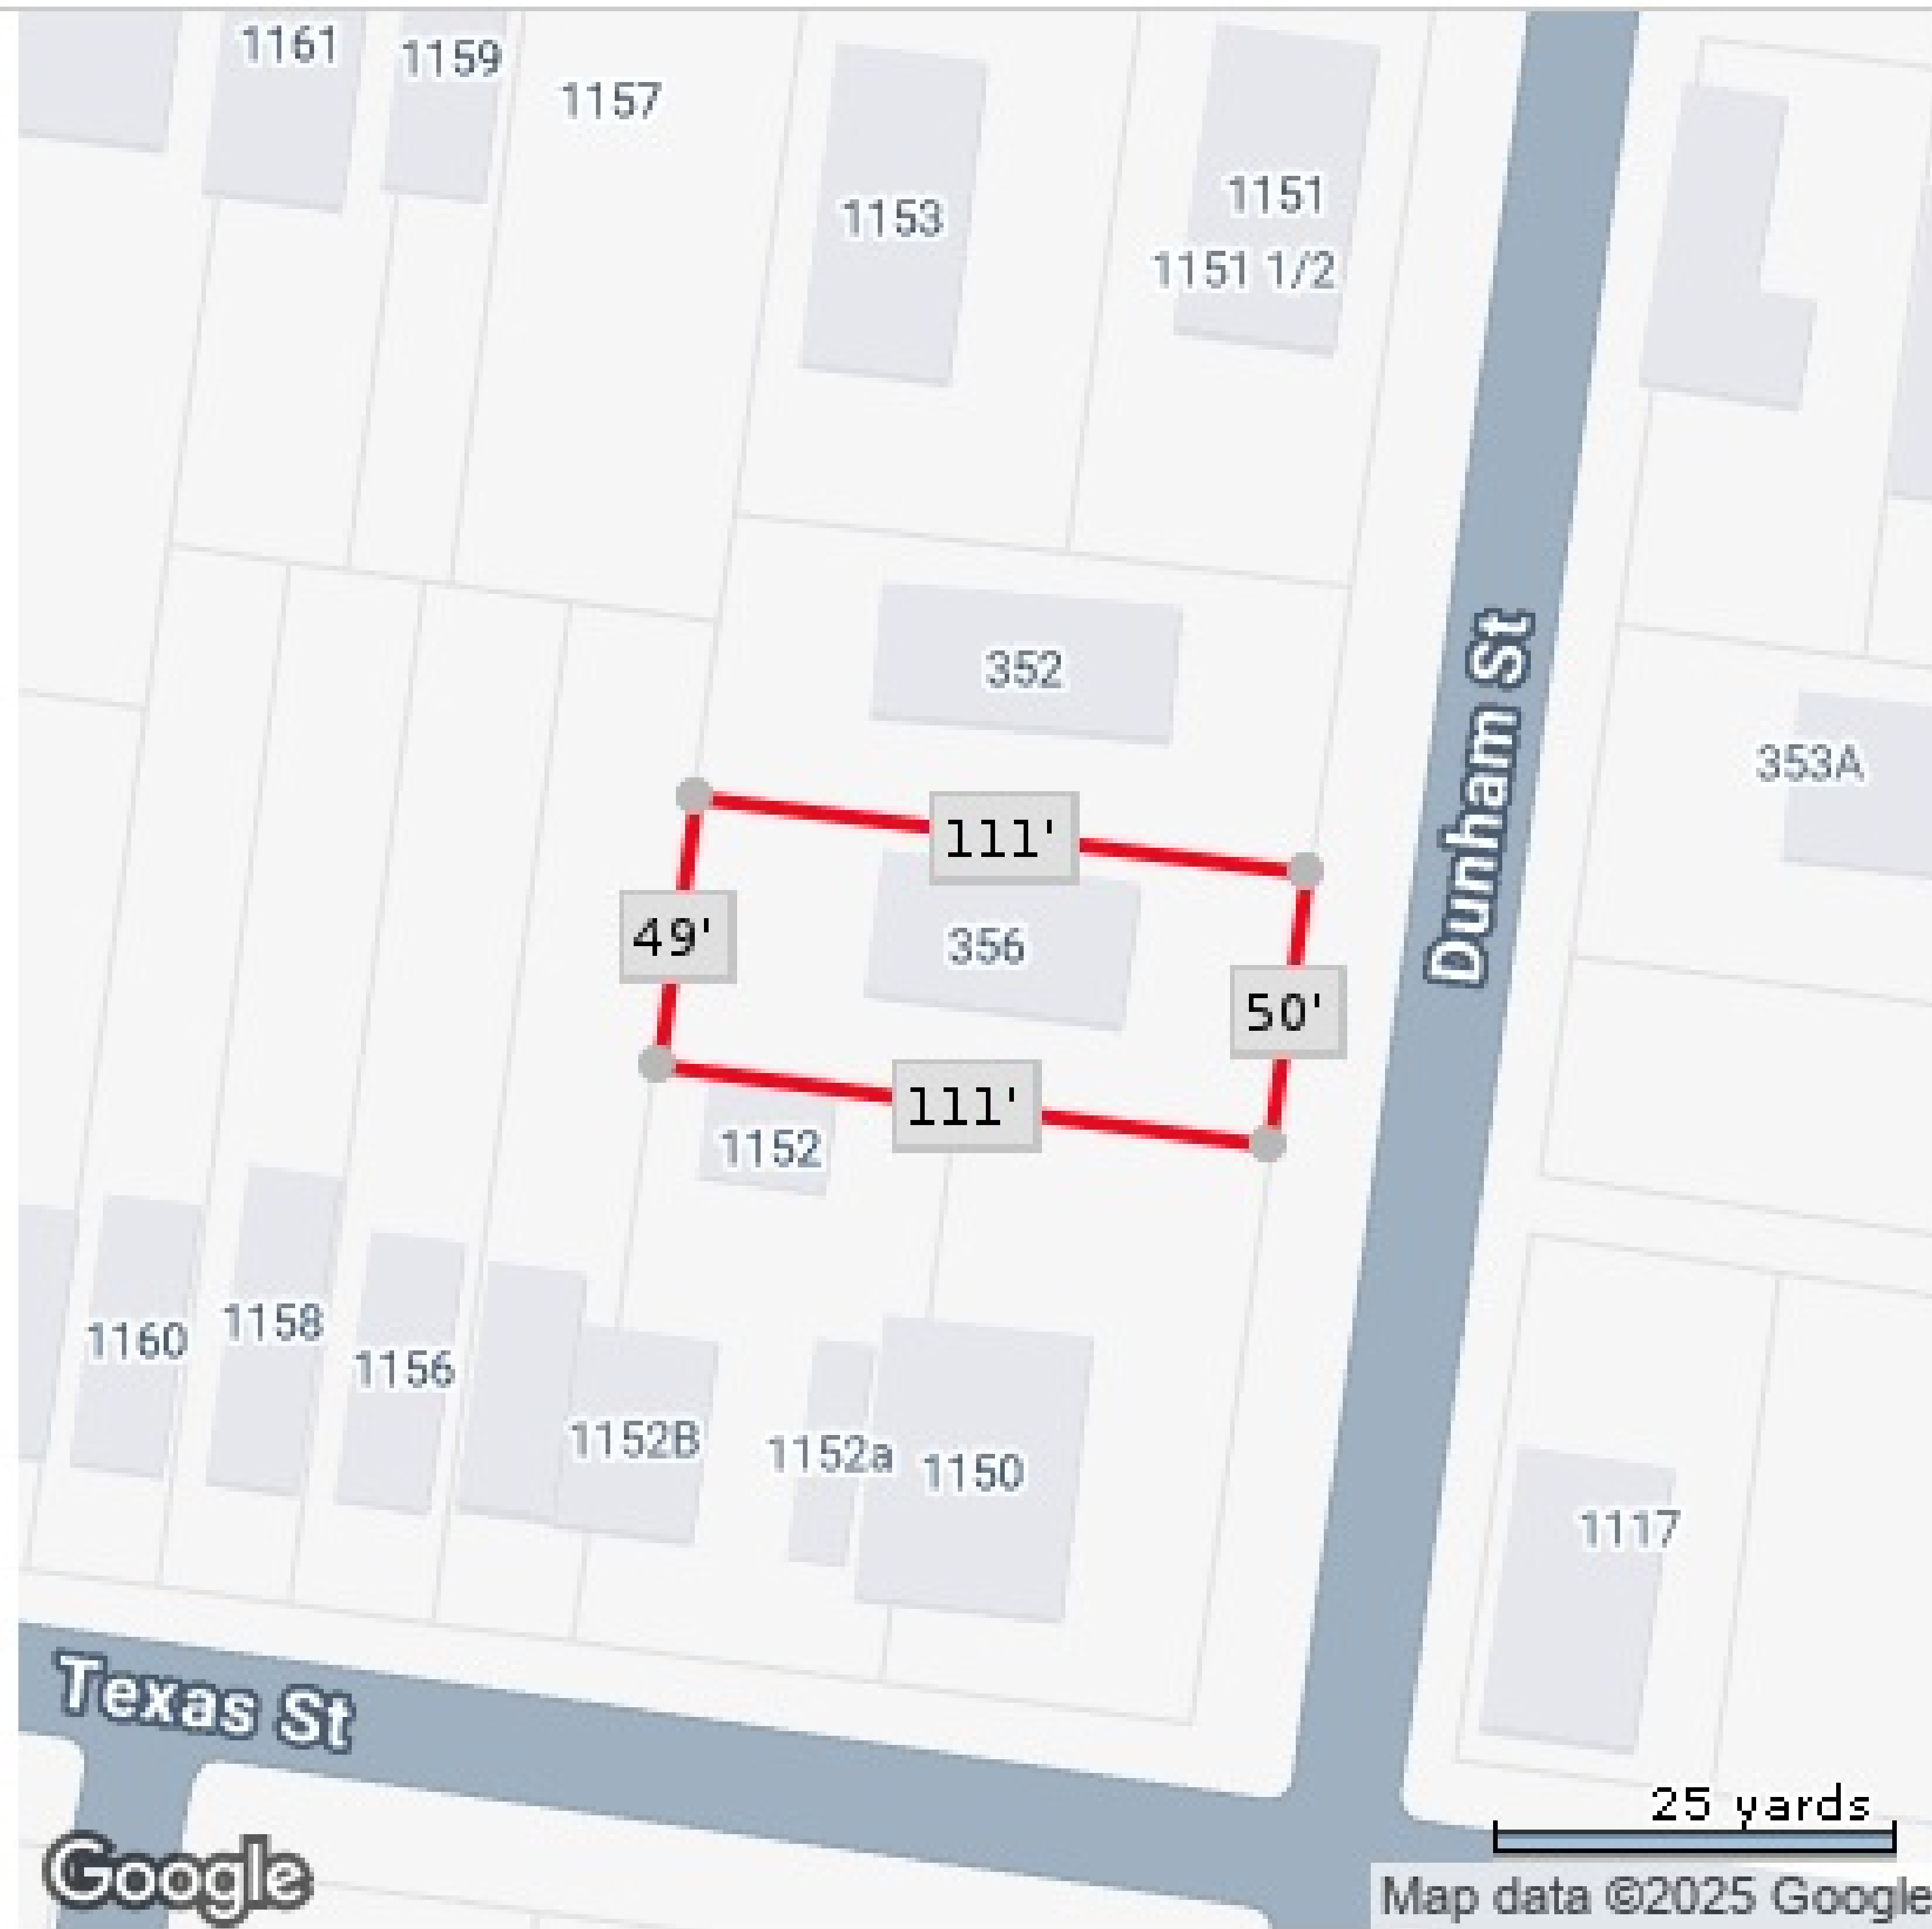 1161
1159
1157
1153
1151
1151 1/2
352
353A
111'
49'
356
50'
Dunham St
111'
1152
1160
1158
1156
1152B
1152a
1150
1117
Texas St
25 yards
Google
Map data ©2025 Google